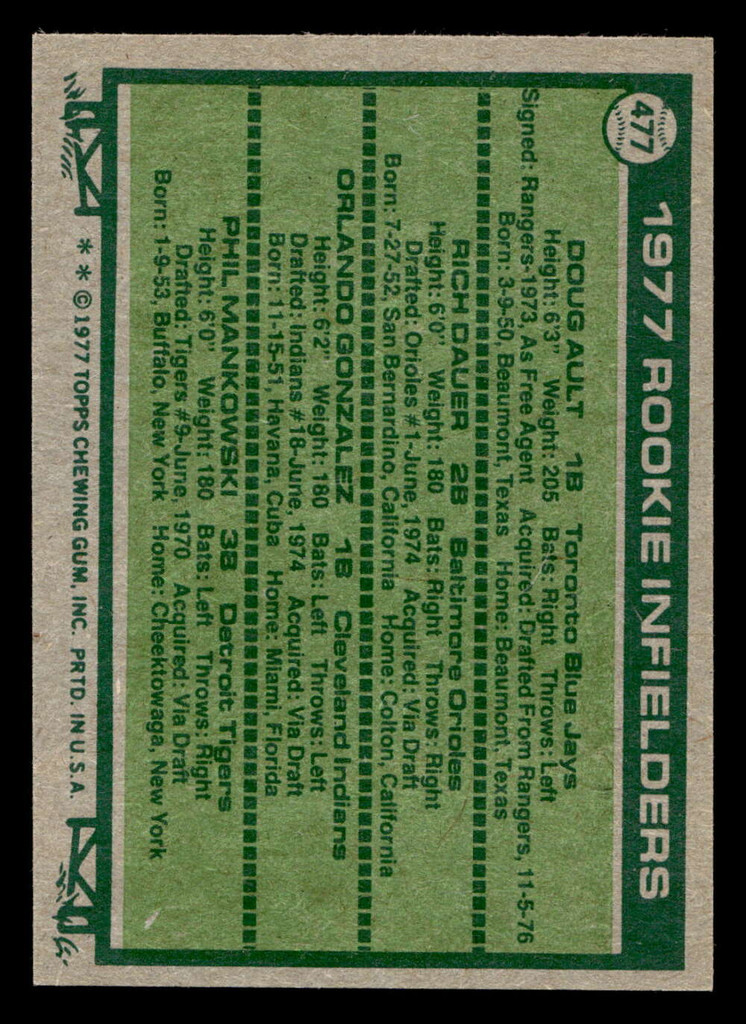 477
1977 ROOKIE INFIELDERS
DOUG AULT 1B Toronto Blue Jays
Height: 6'3" Weight: 205 Bats: Right Throws: Left
Signed: Rangers-1973, As Free Agent Acquired: Drafted From Rangers, 11-5-76
Born: 3-9-50, Beaumont, Texas Home: Beaumont, Texas
RICH DAUER 2B Baltimore Orioles
Height: 6'0" Weight: 180 Bats: Right Throws: Right
Drafted: Orioles #1-June, 1974 Acquired: Via Draft
Born: 7-27-52, San Bernardino, California Home: Colton, California
ORLANDO GONZALEZ 1B Cleveland Indians
Height: 6'2" Weight: 180 Bats: Left Throws: Left
Drafted: Indians #18-June, 1974 Acquired: Via Draft
Born: 11-15-51, Havana, Cuba Home: Miami, Florida
PHIL MANKOWSKI 3B Detroit Tigers
Height: 6'0" Weight: 180 Bats: Left Throws: Right
Drafted: Tigers #9-June, 1970 Acquired: Via Draft
Born: 1-9-53, Buffalo, New York Home: Cheektowaga, New York
* * © 1977 TOPPS CHEWING GUM, INC. PRTD. IN U.S.A.